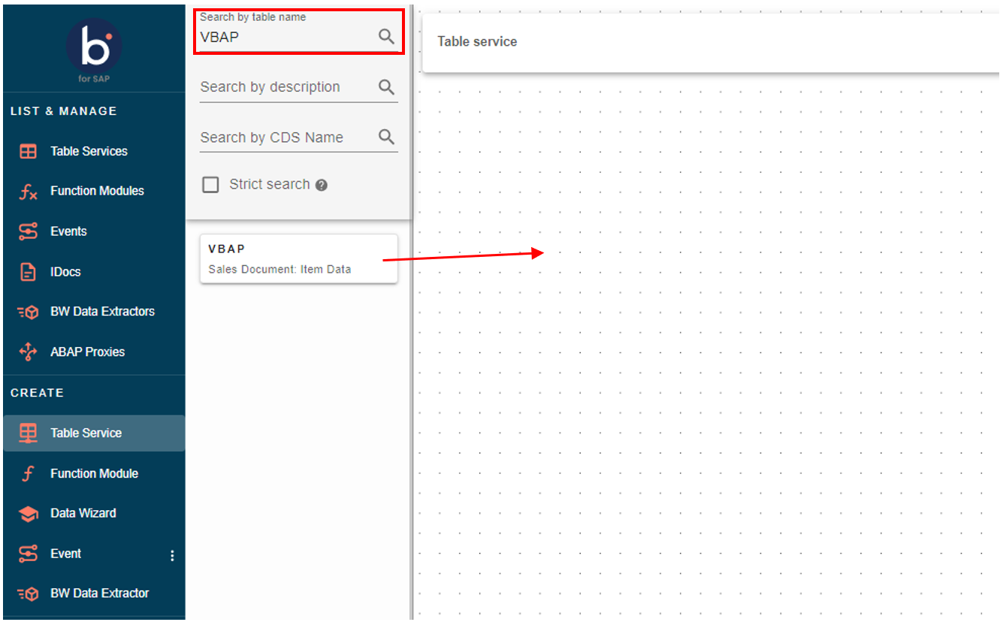 b
for SAP
LIST & MANAGE
Table Services
Function Modules
Events
IDocs
BW Data Extractors
ABAP Proxies
CREATE
Table Service
Function Module
Data Wizard
Event
BW Data Extractor
Search by table name
VBAP
Search by description
Search by CDS Name
Strict search ?
VBAP
Sales Document: Item Data
Table service